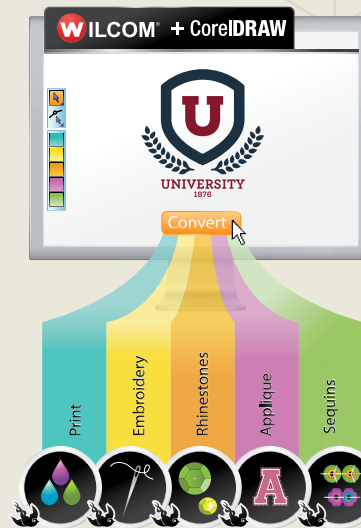 WILCOM® + CorelDRAW
U
UNIVERSITY
1876
Convert
Print
Embroidery
Rhinestones
Applique
Sequins
A